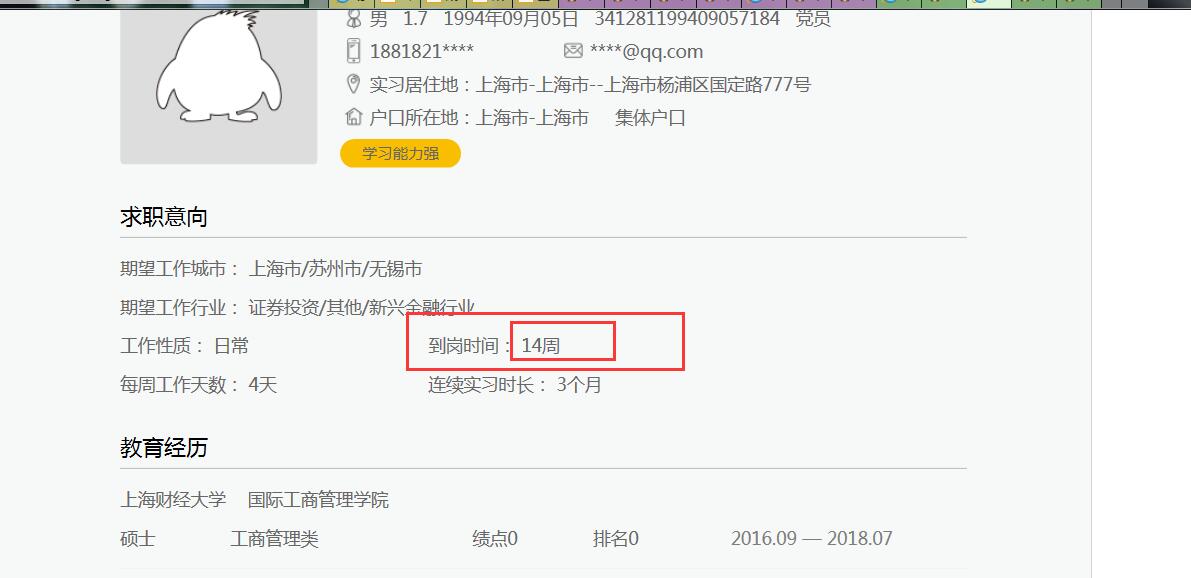 男 1.7 1994年09月05日 341281199409057184 党员
1881821**** ****@qq.com
实习居住地：上海市-上海市--上海市杨浦区国定路777号
户口所在地：上海市-上海市 集体户口
学习能力强
求职意向
期望工作城市： 上海市/苏州市/无锡市
期望工作行业： 证券投资/其他/新兴金融行业
工作性质： 日常 到岗时间： 14周
每周工作天数： 4天 连续实习时长： 3个月
教育经历
上海财经大学 国际工商管理学院
硕士 工商管理类 绩点0 排名0 2016.09 — 2018.07